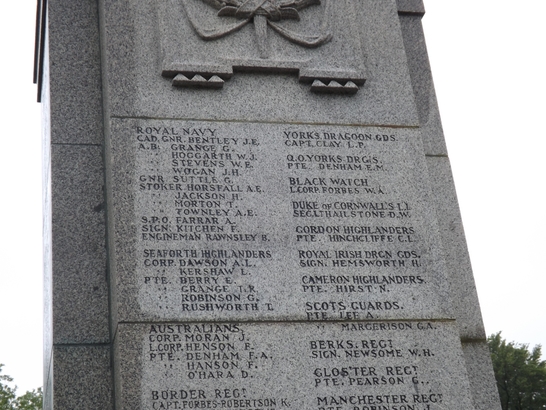 ROYAL NAVY
CAD. GNR. BENTLEY J.E.
A.B. GRANGE G.
" HOGGARTH W.J.
" STEVENS W.E.
" WOGAN J.H.
GNR SUTTLE G.
STOKER HORSFALL A.E.
" JACKSON H.
" MORTON T.
" TOWNLEY A.E.
S.P.O. FARRAR A.
SIGN. KITCHEN F.
ENGINEMAN RAWNSLEY B.
SEAFORTH HIGHLANDERS
CORP. DAWSON A.L.
" KERSHAW L.
PTE. BERRY E.
" GRANGE T.R.
" ROBINSON G.
" RUSHWORTH T.
AUSTRALIANS.
CORP. MORAN J.
L.CORP. HENSON E.
PTE. DENHAM, F.A.
" HANSON, F.
" O'HARA D.
BORDER REGT
CAPT. FORBES-ROBERTSON K.
YORKS. DRAGOON. GDS.
CAPT. CLAY. L.P.
Q.O. YORKS. DRG'S.
PTE. DENHAM E.M.
BLACK WATCH
L.CORP. FORBES. W.A.
DUKE OF CORNWALL'S L.I.
SEC.LT HAILSTONE D.W.
GORDON HIGHLANDERS
PTE. HINCHCLIFFE C.L.
ROYAL IRISH DRGN GDS.
SIGN. HEMSWORTH H.
CAMERON HIGHLANDERS.
PTE. HIRST N.
SCOTS GUARDS.
PTE. LEE A.
" MARGERISON G.A.
BERKS. REGT
SIGN. NEWSOME, W.H.
GLOS'TER REGT
PTE. PEARSON G.
MANCHESTER REGT
PTE. ROBINSON